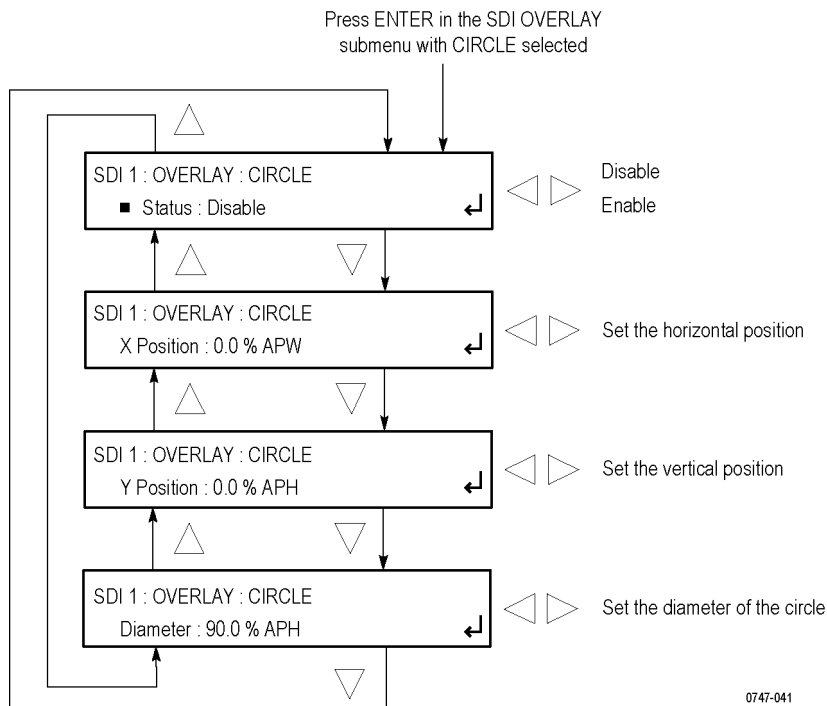 Press ENTER in the SDI OVERLAY
submenu with CIRCLE selected
SDI 1 : OVERLAY : CIRCLE
■ Status : Disable
Disable
Enable
SDI 1 : OVERLAY : CIRCLE
X Position : 0.0 % APW
Set the horizontal position
SDI 1 : OVERLAY : CIRCLE
Y Position : 0.0 % APH
Set the vertical position
SDI 1 : OVERLAY : CIRCLE
Diameter : 90.0 % APH
Set the diameter of the circle
0747-041